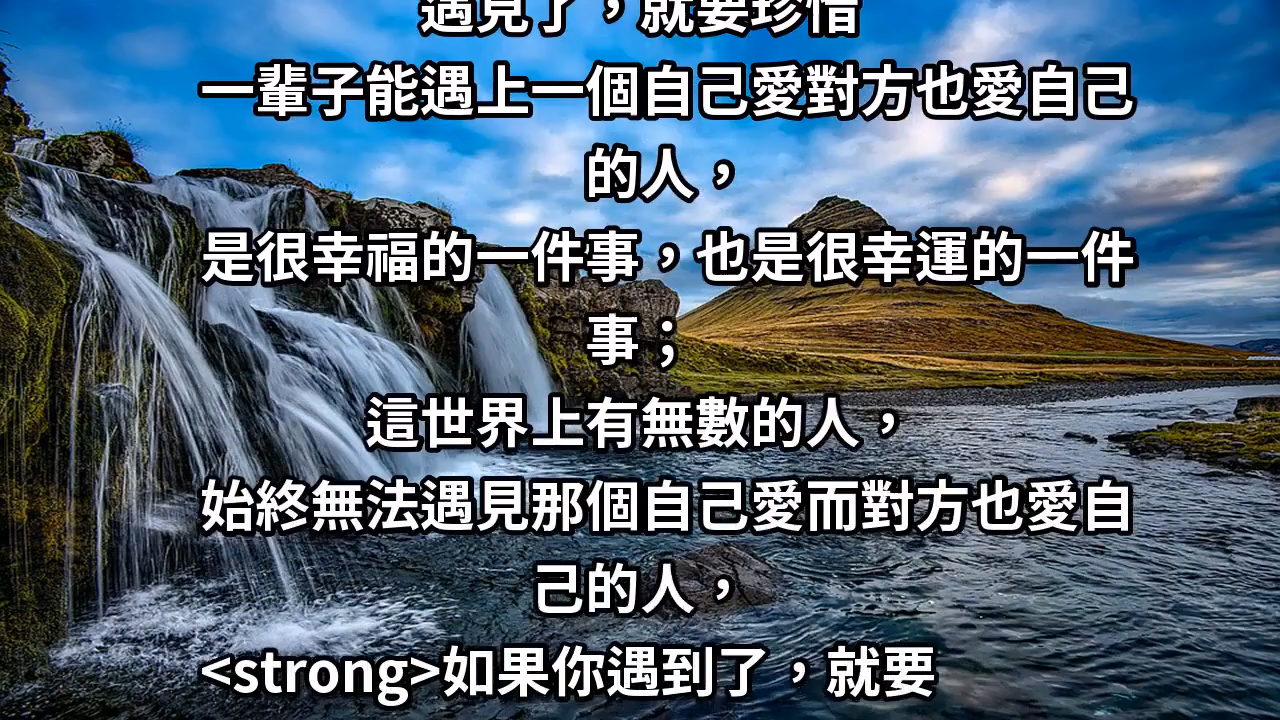 遇見了，就要珍惜
一輩子能遇上一個自己愛對方也愛自己
的人，
是很幸福的一件事，也是很幸運的一件
事；
這世界上有無數的人，
始終無法遇見那個自己愛而對方也愛自
己的人，
<strong>如果你遇到了，就要